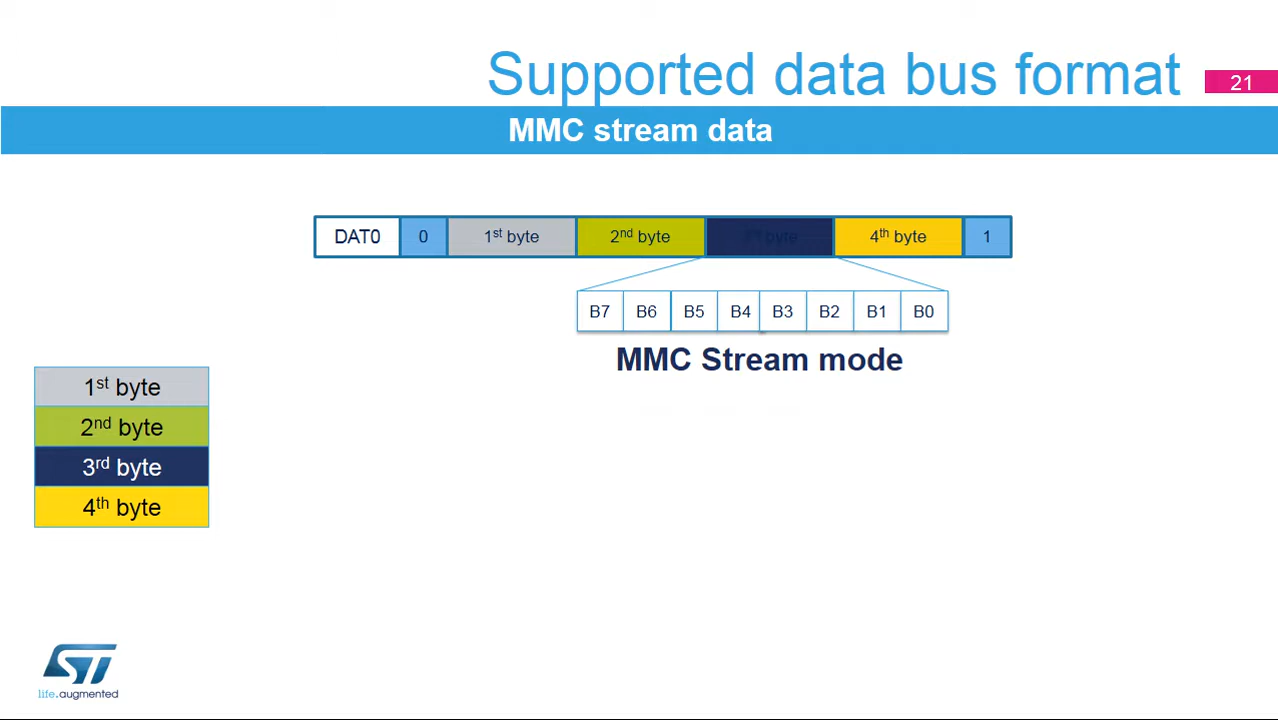 Supported data bus format
21
MMC stream data
DAT0 0 1st byte 2nd byte byte 4th byte 1
B7 B6 B5 B4 B3 B2 B1 B0
MMC Stream mode
1st byte
2nd byte
3rd byte
4th byte
ST
life.augmented